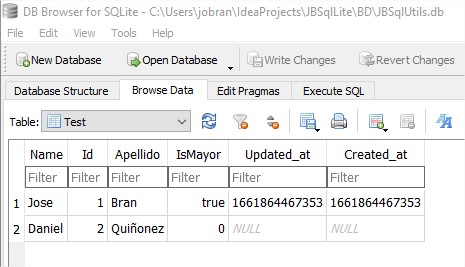 DB Browser for SQLite - C:\Users\jobran\IdeaProjects\JBSqlLite\BD\JBSqlUtils.db
File Edit View Tools Help
New Database Open Database Write Changes Revert Changes
Database Structure Browse Data Edit Pragmas Execute SQL
Table: Test
Name Id Apellido IsMayor Updated_at Created_at
Filter Filter Filter Filter Filter Filter
1 Jose 1 Bran true 1661864467353 1661864467353
2 Daniel 2 Quiñonez 0 NULL NULL